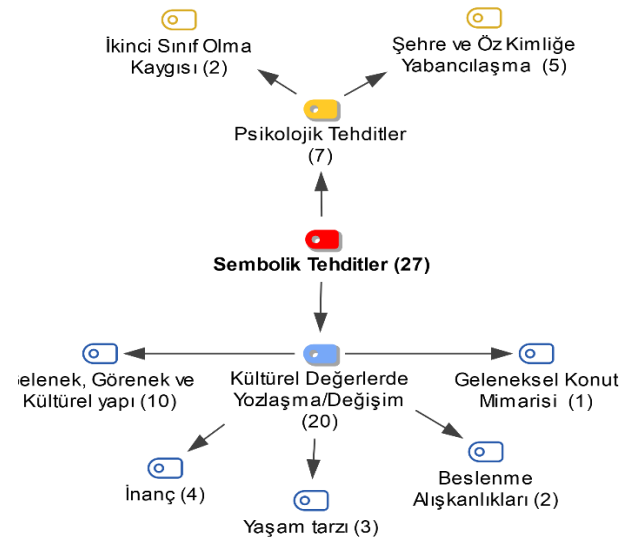 İkinci Sınıf Olma
Kaygısı (2)
Şehre ve Öz Kimliğe
Yabancılaşma (5)
Psikolojik Tehditler
(7)
Sembolik Tehditler (27)
elenek, Görenek ve
Kültürel yapı (10)
Kültürel Değerlerde
Yozlaşma/Değişim
(20)
Geleneksel Konut
Mimarisi (1)
İnanç (4)
Yaşam tarzı (3)
Beslenme
Alışkanlıkları (2)